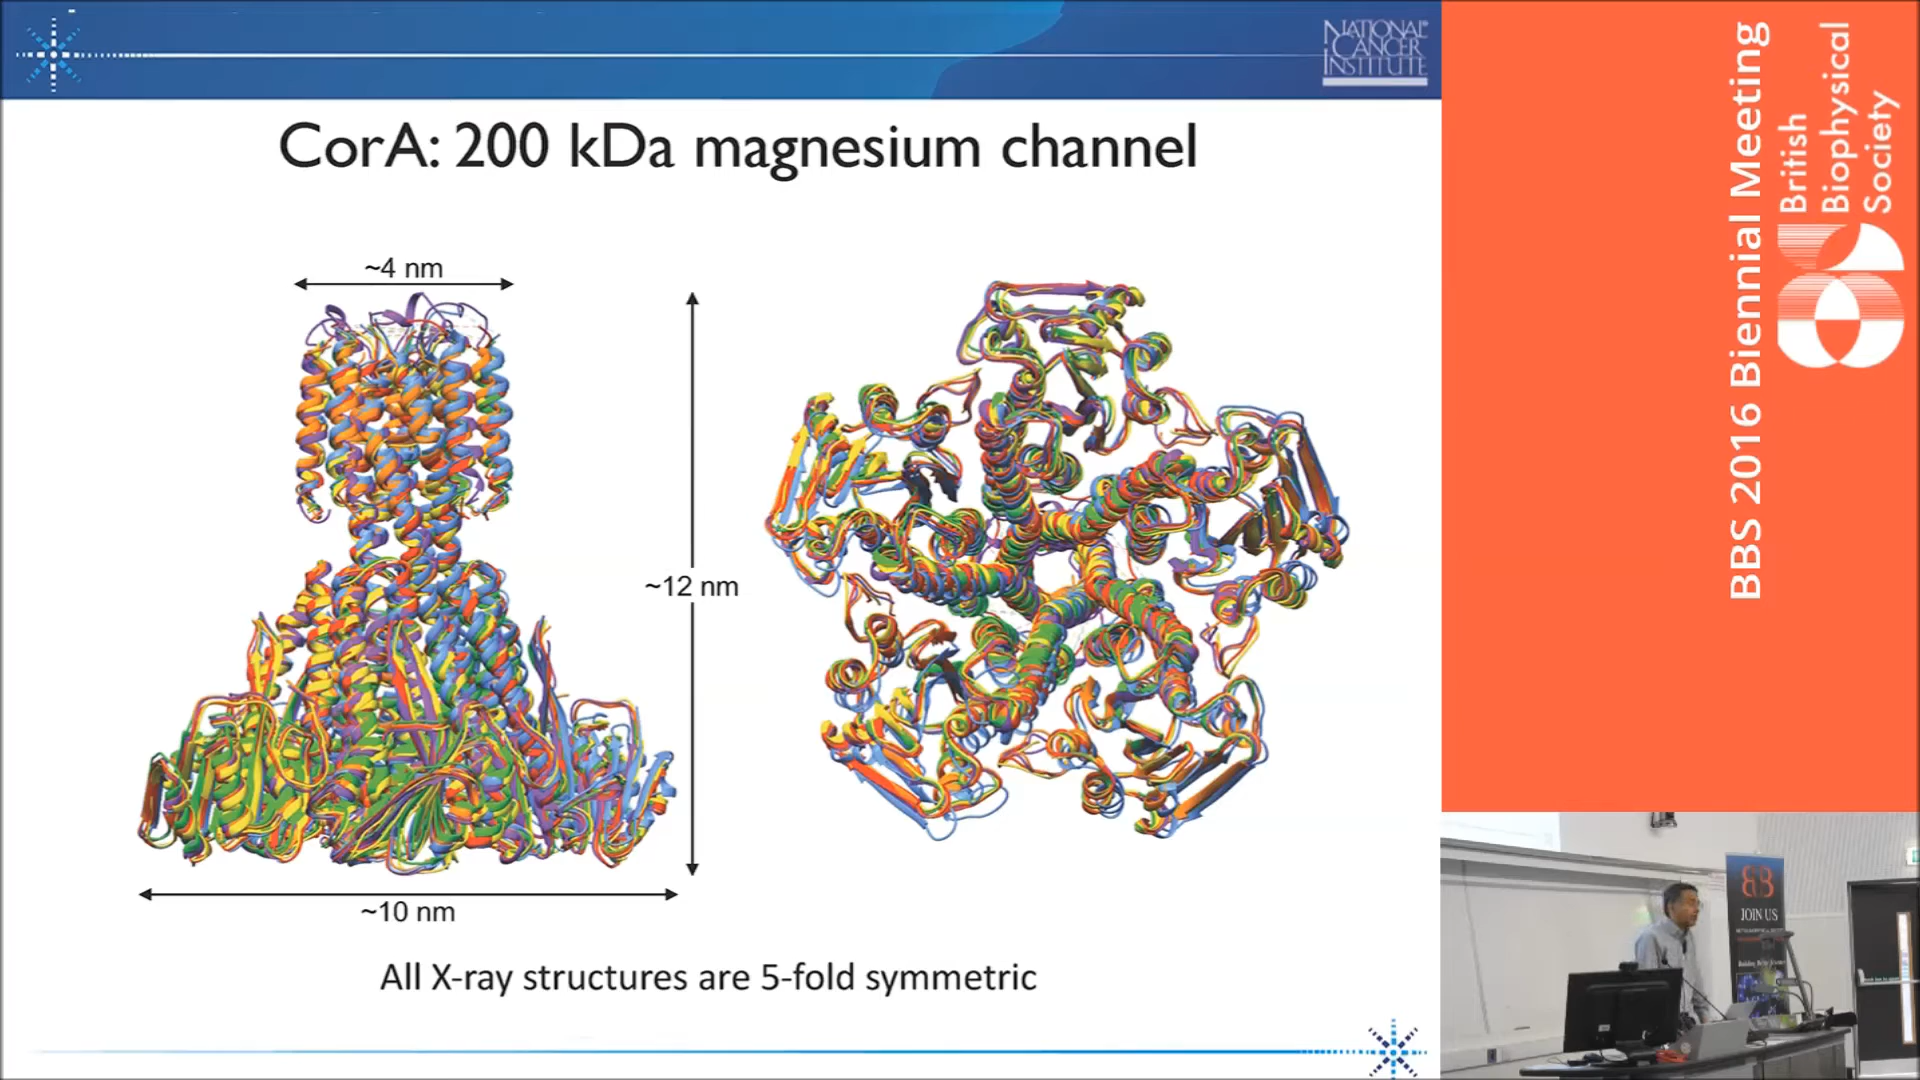 NATIONAL
CANCER
INSTITUTE
CorA: 200 kDa magnesium channel
~4 nm
~12 nm
~10 nm
All X-ray structures are 5-fold symmetric
BBS 2016 Biennial Meeting
British
Biophysical
Society
JOIN US